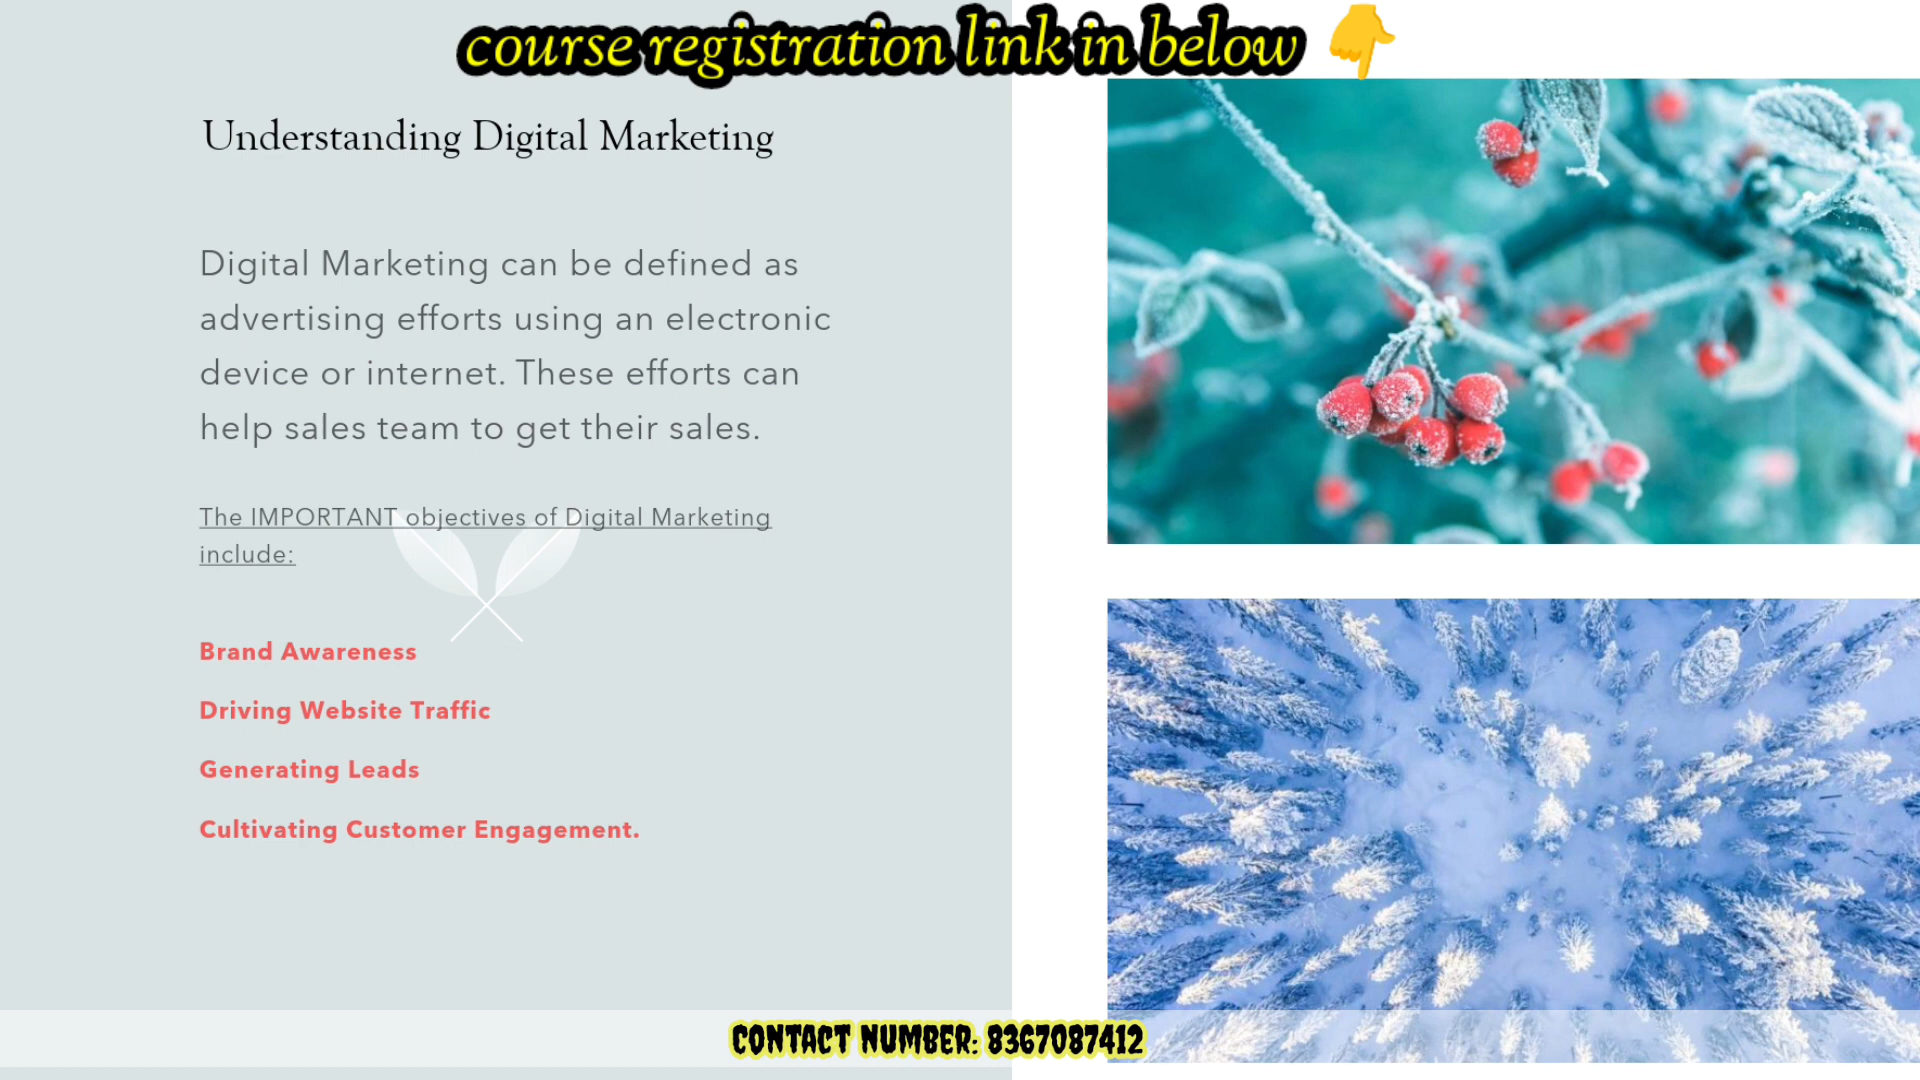 course registration link in below 👇
Understanding Digital Marketing
Digital Marketing can be defined as
advertising efforts using an electronic
device or internet. These efforts can
help sales team to get their sales.
The IMPORTANT objectives of Digital Marketing
include:
Brand Awareness
Driving Website Traffic
Generating Leads
Cultivating Customer Engagement.
CONTACT NUMBER: 8367087412